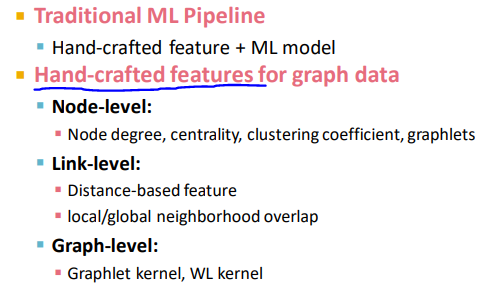 Traditional ML Pipeline
Hand-crafted feature + ML model
Hand-crafted features for graph data
Node-level:
Node degree, centrality, clustering coefficient, graphlets
Link-level:
Distance-based feature
local/global neighborhood overlap
Graph-level:
Graphlet kernel, WL kernel